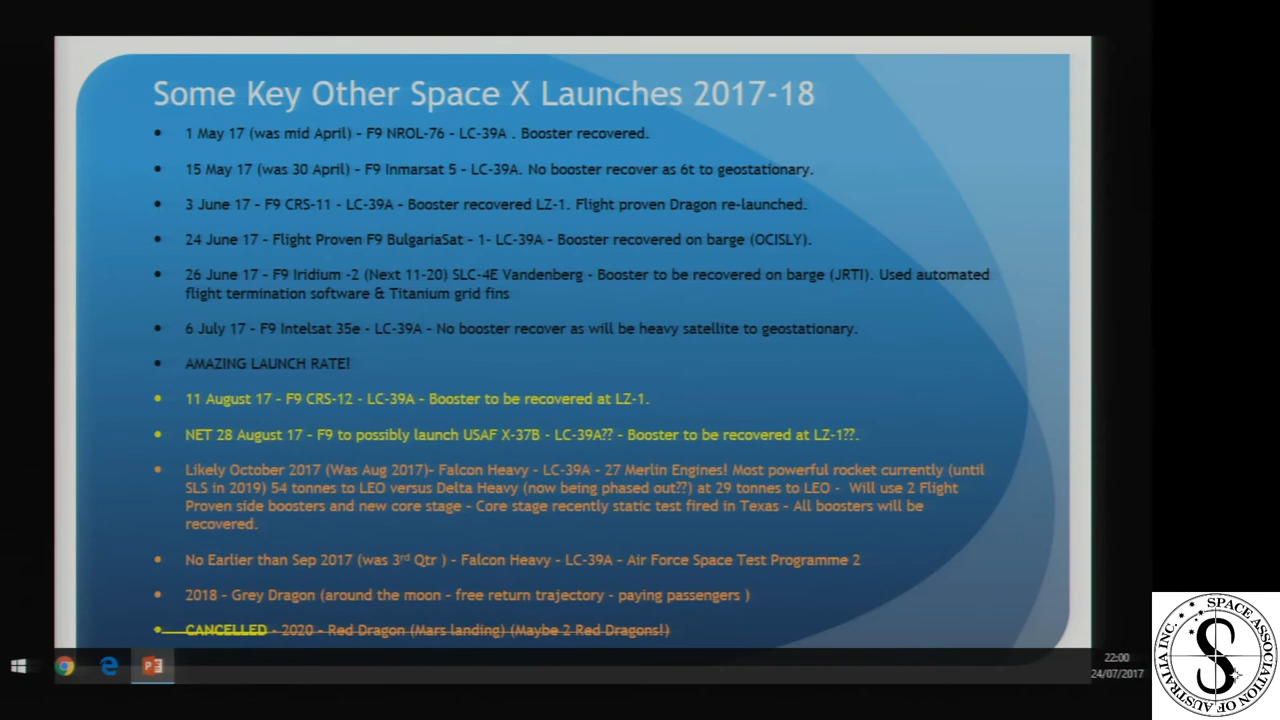 Some Key Other Space X Launches 2017-18
• 1 May 17 (was mid April) – F9 NROL-76 – LC-39A . Booster recovered.
• 15 May 17 (was 30 April) – F9 Inmarsat 5 – LC-39A. No booster recover as 6t to geostationary.
• 3 June 17 – F9 CRS-11 - LC-39A – Booster recovered LZ-1. Flight proven Dragon re-launched.
• 24 June 17 – Flight Proven F9 BulgariaSat – 1- LC-39A – Booster recovered on barge (OCISLY).
• 26 June 17 – F9 Iridium -2 (Next 11-20) SLC-4E Vandenberg - Booster to be recovered on barge (JRTI). Used automated
flight termination software & Titanium grid fins
• 6 July 17 – F9 Intelsat 35e - LC-39A – No booster recover as will be heavy satellite to geostationary.
• AMAZING LAUNCH RATE!
• 11 August 17 – F9 CRS-12 - LC-39A – Booster to be recovered at LZ-1.
• NET 28 August 17 – F9 to possibly launch USAF X-37B - LC-39A?? – Booster to be recovered at LZ-1??.
• Likely October 2017 (Was Aug 2017)– Falcon Heavy – LC-39A - 27 Merlin Engines! Most powerful rocket currently (until
SLS in 2019) 54 tonnes to LEO versus Delta Heavy (now being phased out??) at 29 tonnes to LEO - Will use 2 Flight
Proven side boosters and new core stage – Core stage recently static test fired in Texas – All boosters will be
recovered.
• No Earlier than Sep 2017 (was 3rd Qtr ) – Falcon Heavy – LC-39A – Air Force Space Test Programme 2
• 2018 – Grey Dragon (around the moon – free return trajectory - paying passengers )
• CANCELLED - 2020 - Red Dragon (Mars landing) (Maybe 2 Red Dragons!)
22:00
24/07/2017
SPACE ASSOCIATION OF AUSTRALIA INC.
S